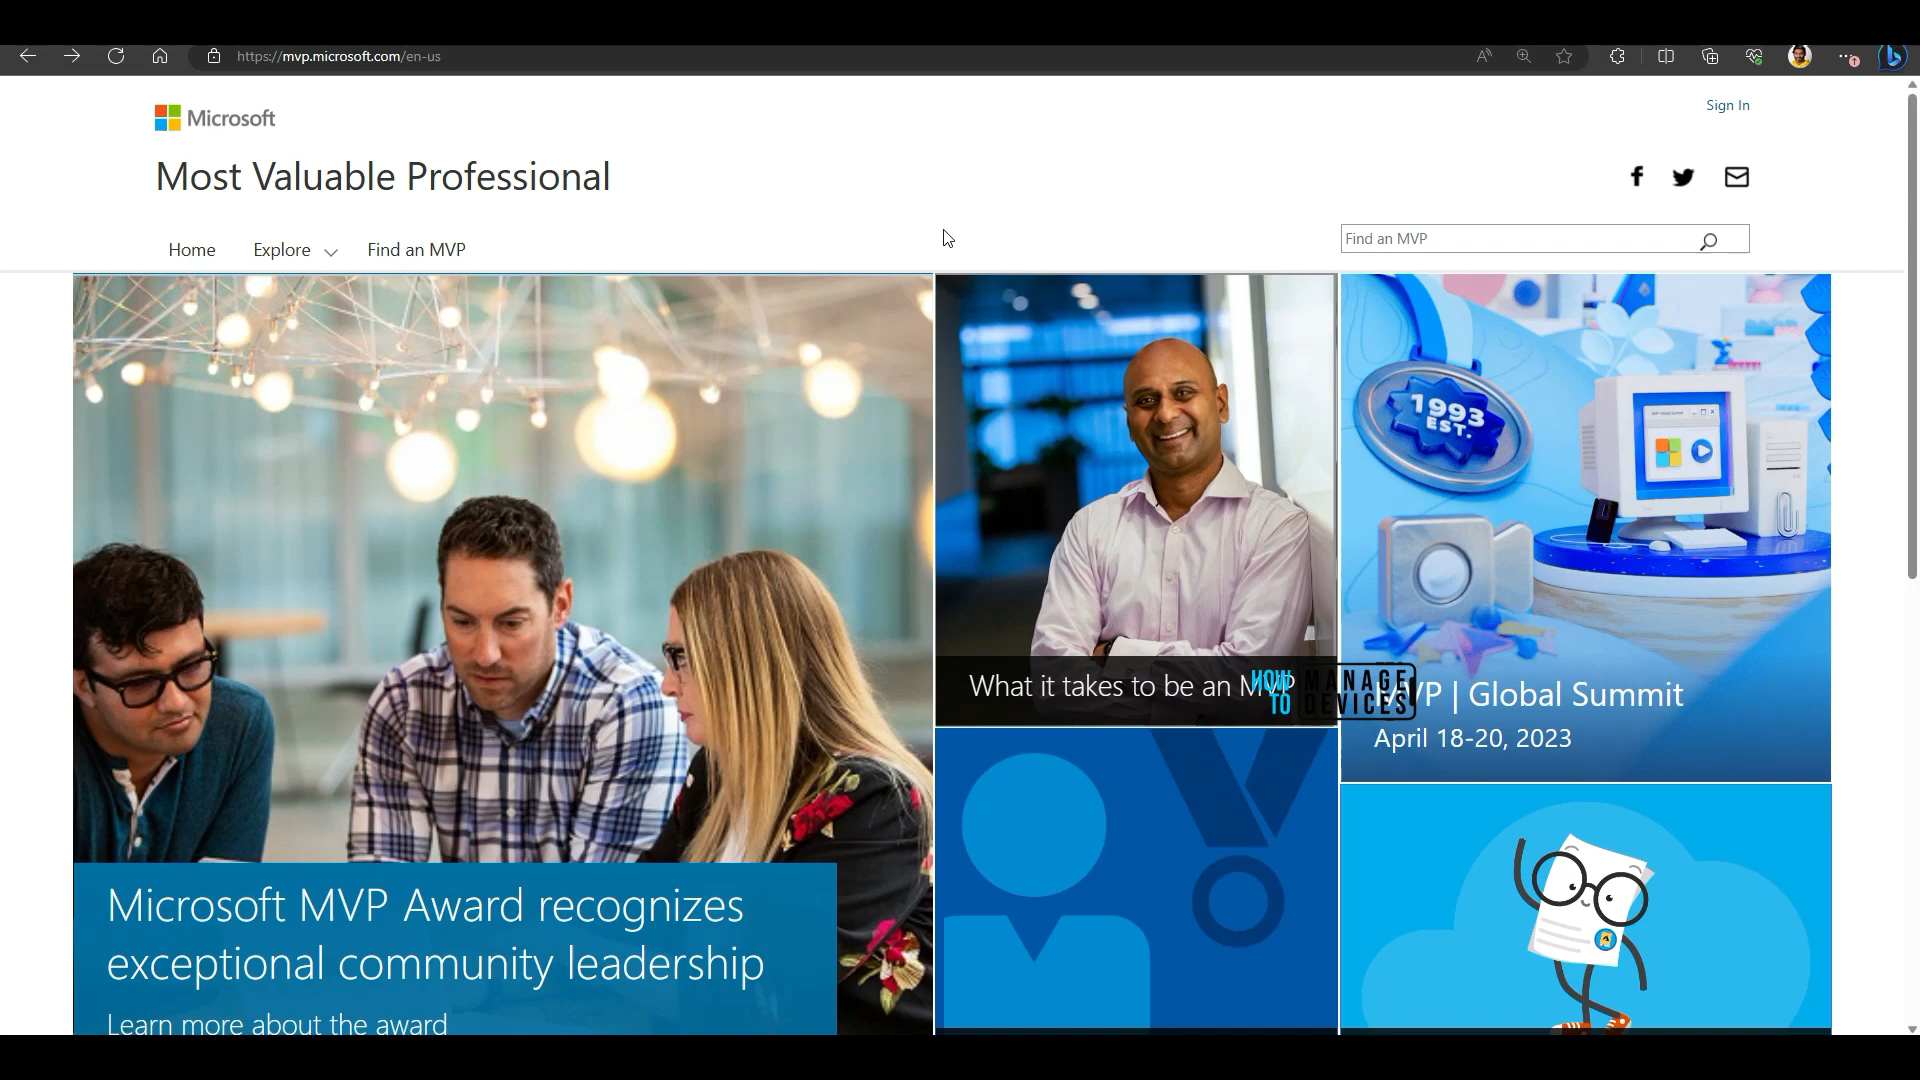 https://mvp.microsoft.com/en-us
Microsoft
Sign In
Most Valuable Professional
Home
Explore
Find an MVP
Find an MVP
1993
EST.
What it takes to be an MVP
HOW
TO
MANAGE
DEVICES
MVP | Global Summit
April 18-20, 2023
Microsoft MVP Award recognizes
exceptional community leadership
Learn more about the award